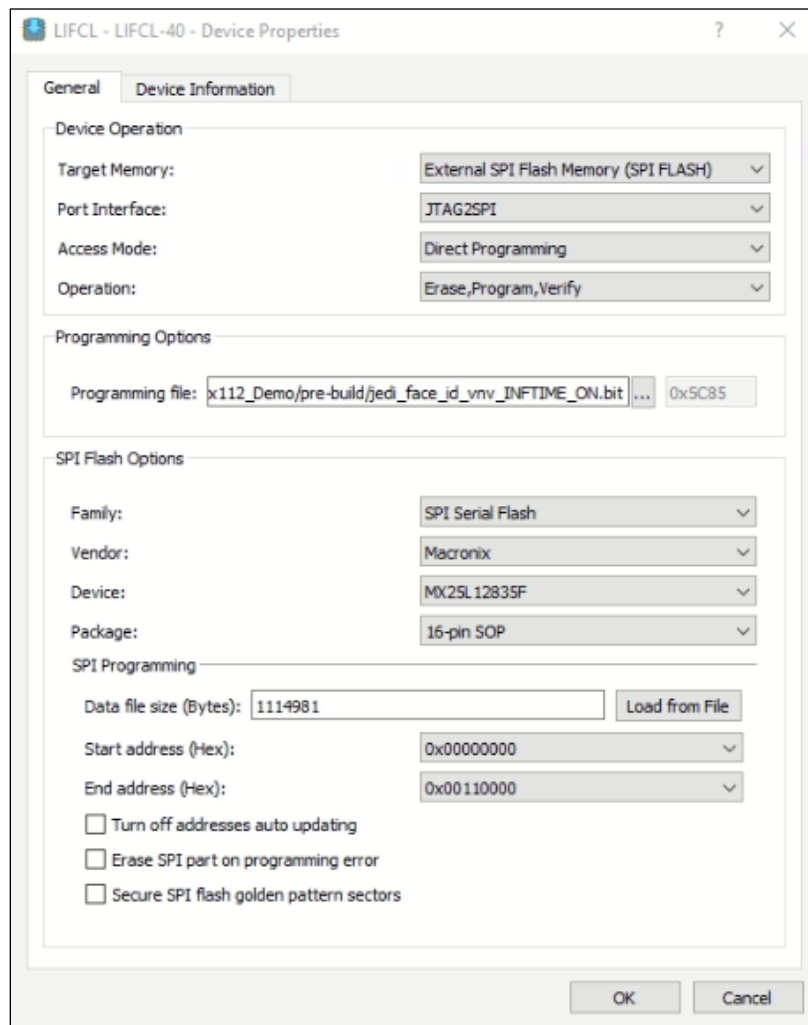 LIFCL - LIFCL-40 - Device Properties ? ×
General Device Information
Device Operation
Target Memory: External SPI Flash Memory (SPI FLASH)
Port Interface: JTAG2SPI
Access Mode: Direct Programming
Operation: Erase,Program,Verify
Programming Options
Programming file: x112_Demo/pre-build/jedi_face_id_vnv_INFTIME_ON.bit ... 0x5C85
SPI Flash Options
Family: SPI Serial Flash
Vendor: Macronix
Device: MX25L12835F
Package: 16-pin SOP
SPI Programming
Data file size (Bytes): 1114981 Load from File
Start address (Hex): 0x00000000
End address (Hex): 0x00110000
Turn off addresses auto updating
Erase SPI part on programming error
Secure SPI flash golden pattern sectors
OK Cancel